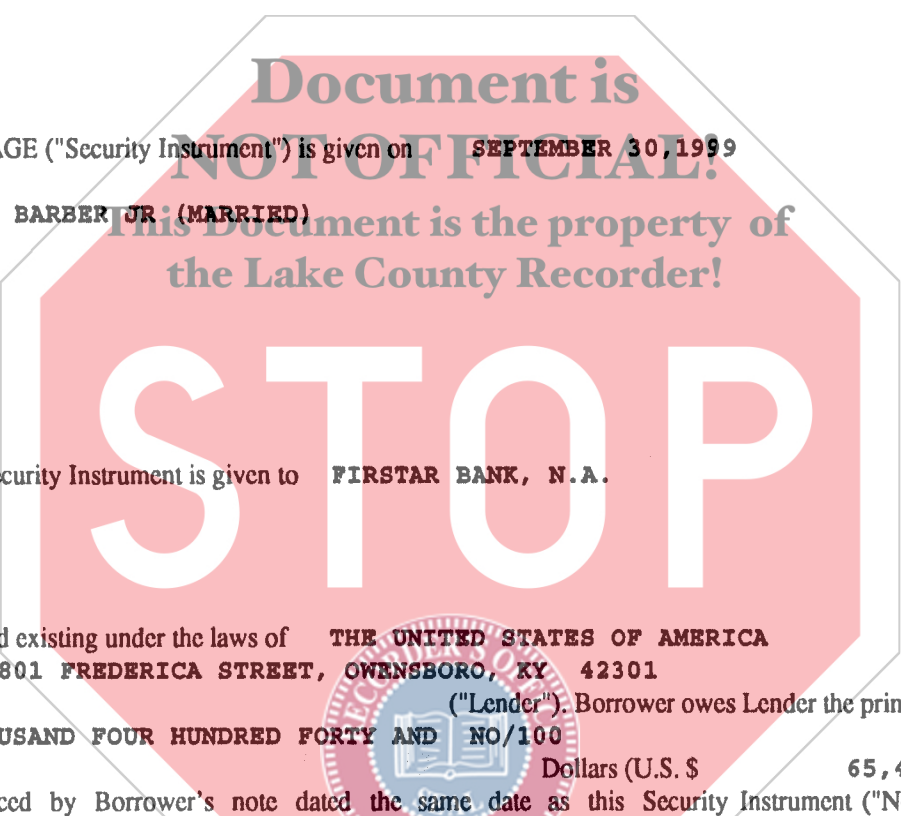 Document is
NOT OFFICIAL!
AGE ("Security Instrument") is given on SEPTEMBER 30,1999
BARBER JR (MARRIED)
This Document is the property of
the Lake County Recorder!
STOP
ecurity Instrument is given to FIRSTAR BANK, N.A.
d existing under the laws of THE UNITED STATES OF AMERICA
801 FREDERICA STREET, OWENSBORO, KY 42301
("Lender"). Borrower owes Lender the prin
USAND FOUR HUNDRED FORTY AND NO/100
Dollars (U.S. $ 65,4
ced by Borrower's note dated the same date as this Security Instrument ("N
RECORDER'S OFFICE